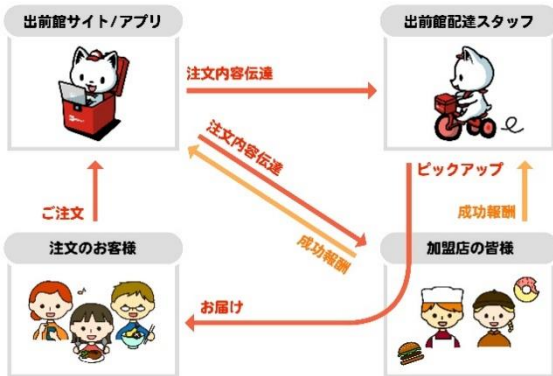 出前館サイト/アプリ
出前館配達スタッフ
注文内容伝達
注文内容伝達
ピックアップ
ご注文
成功報酬
成功報酬
注文のお客様
加盟店の皆様
お届け